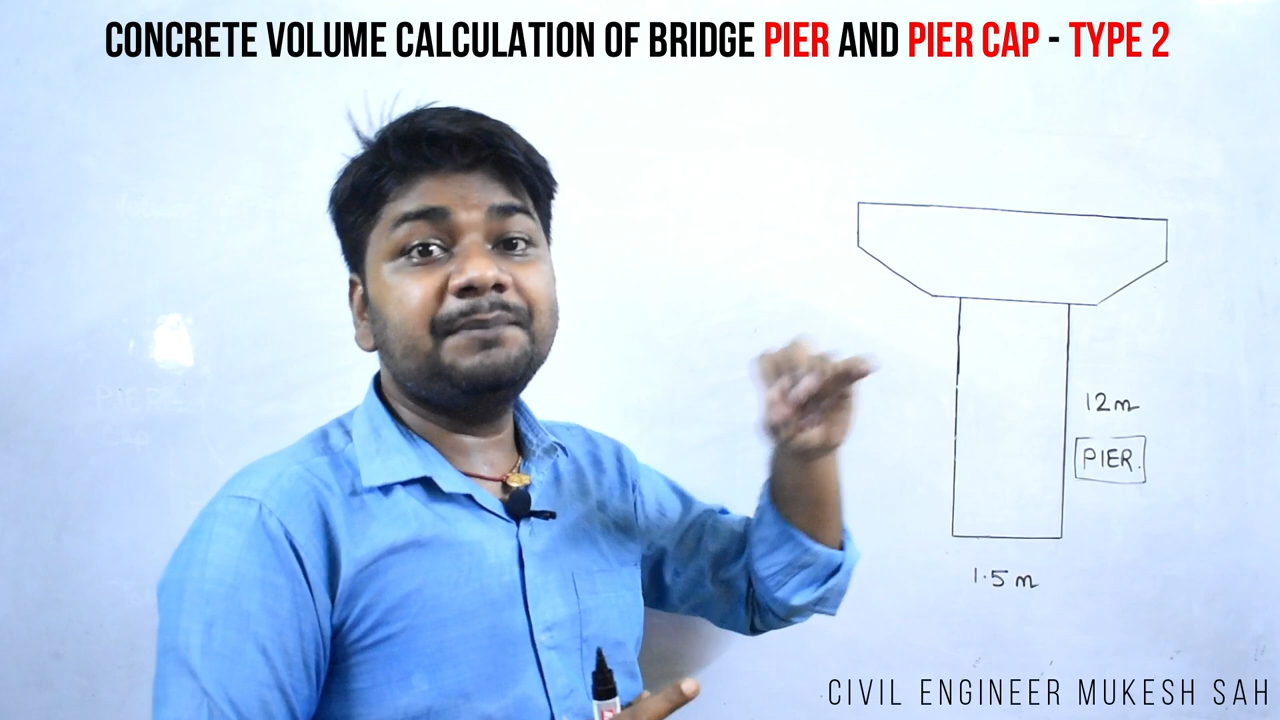 CONCRETE VOLUME CALCULATION OF BRIDGE PIER AND PIER CAP - TYPE 2
12m
PIER.
1.5m
CIVIL ENGINEER MUKESH SAH